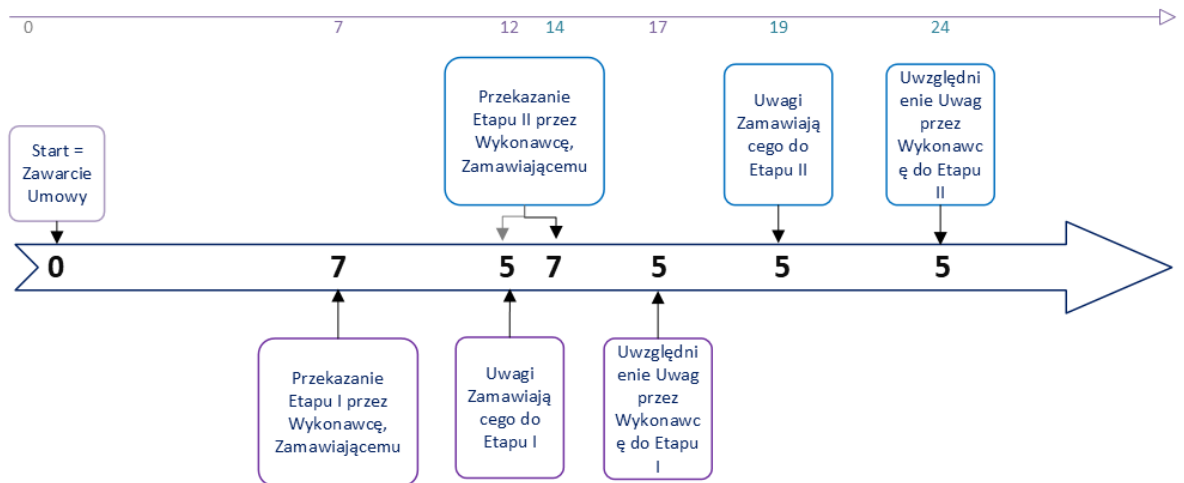 0 7 12 14 17 19 24
Przekazanie
Etapu II przez
Wykonawcę,
Zamawiającemu
Uwagi
Zamawiają
cego do
Etapu II
Uwzględni
enie Uwag
przez
Wykonawc
ę do Etapu
II
Start =
Zawarcie
Umowy
0 7 5 7 5 5 5
Przekazanie
Etapu I przez
Wykonawcę,
Zamawiającemu
Uwagi
Zamawiają
cego do
Etapu I
Uwzględni
enie Uwag
przez
Wykonawc
ę do Etapu
I